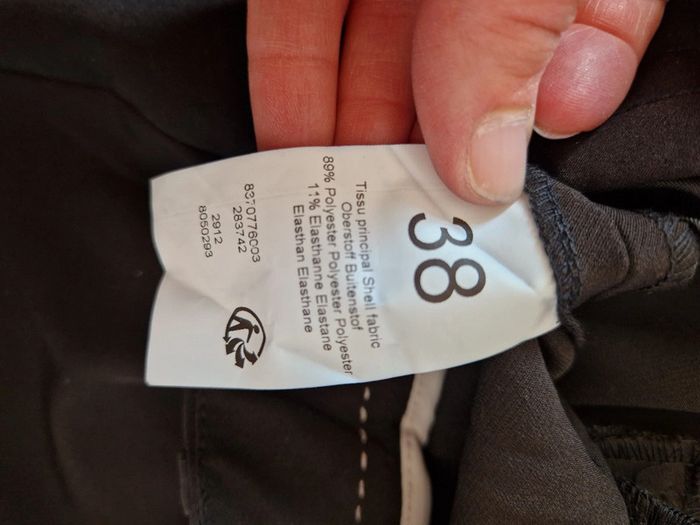 38
Tissu principal Shell fabric
Oberstoff Buitenstof
89% Polyester Polyester Polyester
11% Elasthanne Elastane
Elasthan Elasthane
8370776003
283742
2912
8050293